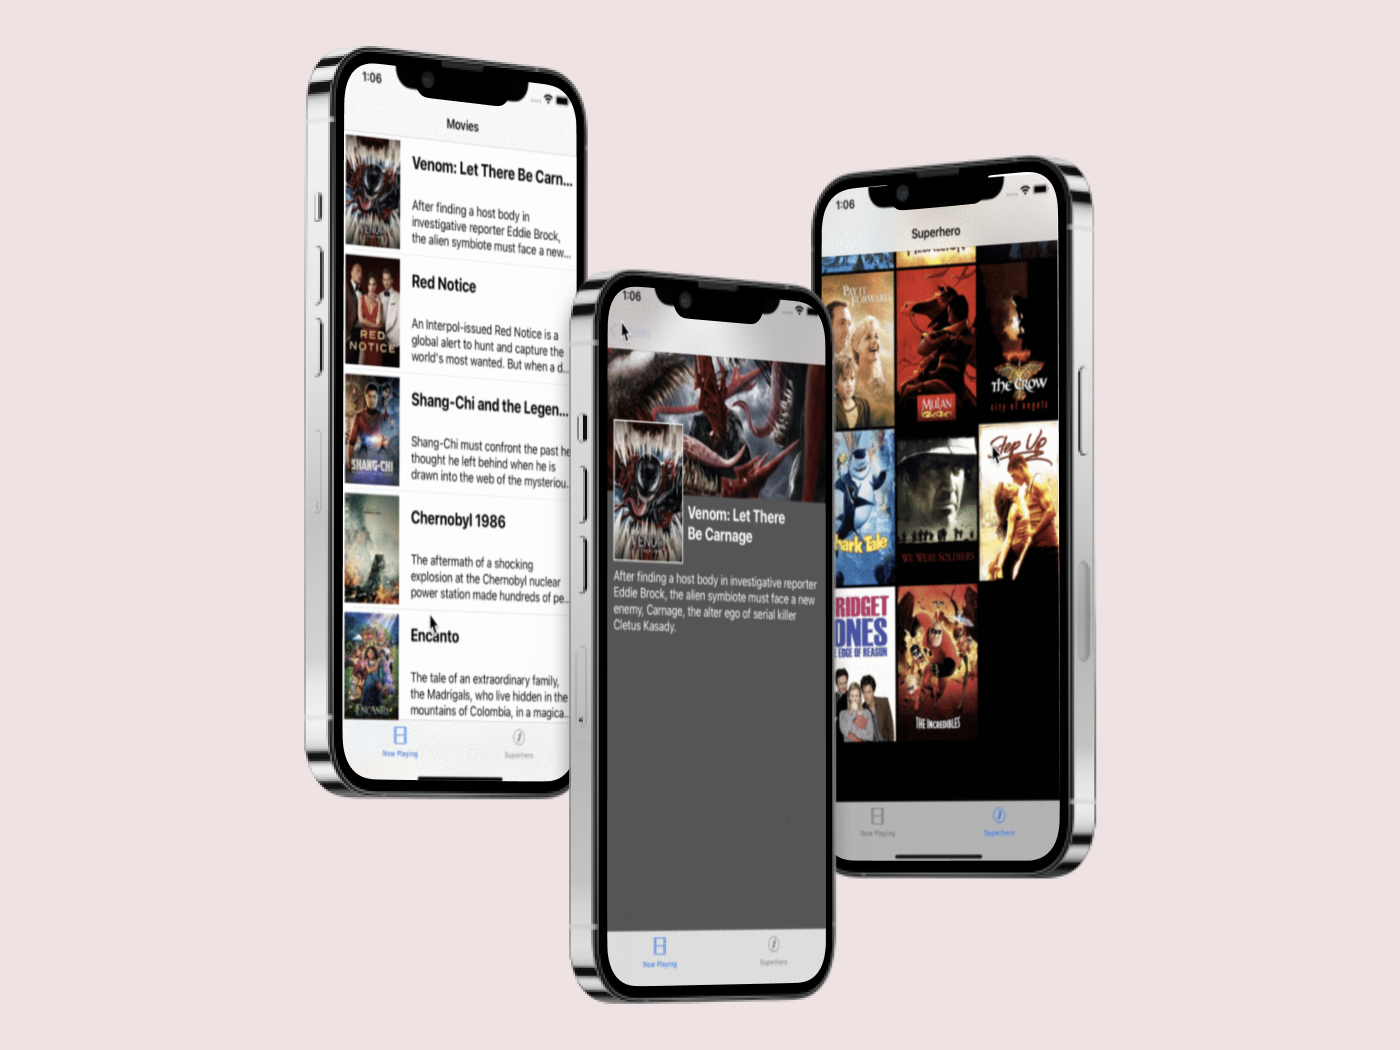 1:06
Movies
Venom: Let There Be Carn...
After finding a host body in
investigative reporter Eddie Brock,
the alien symbiote must face a new...
RED
NOTICE
Red Notice
An Interpol-issued Red Notice is a
global alert to hunt and capture the
world's most wanted. But when a d...
SHANG-CHI
Shang-Chi and the Legen...
Shang-Chi must confront the past he
thought he left behind when he is
drawn into the web of the mysteriou...
Chernobyl 1986
The aftermath of a shocking
explosion at the Chernobyl nuclear
power station made hundreds of pe...
ENCANTO
Encanto
The tale of an extraordinary family,
the Madrigals, who live hidden in the
mountains of Colombia, in a magica...
Now Playing
Superhero
1:06
VENOM
Venom: Let There
Be Carnage
After finding a host body in investigative reporter
Eddie Brock, the alien symbiote must face a new
enemy, Carnage, the alter ego of serial killer
Cletus Kasady.
Now Playing
Superhero
1:06
Superhero
PAY IT
FORWARD
MULAN
THE CROW
city of angels
hark Tale
WE WERE SOLDIERS
Step Up
RIDGET
ONES
EDGE OF REASON
THE INCREDIBLES
Now Playing
Superhero